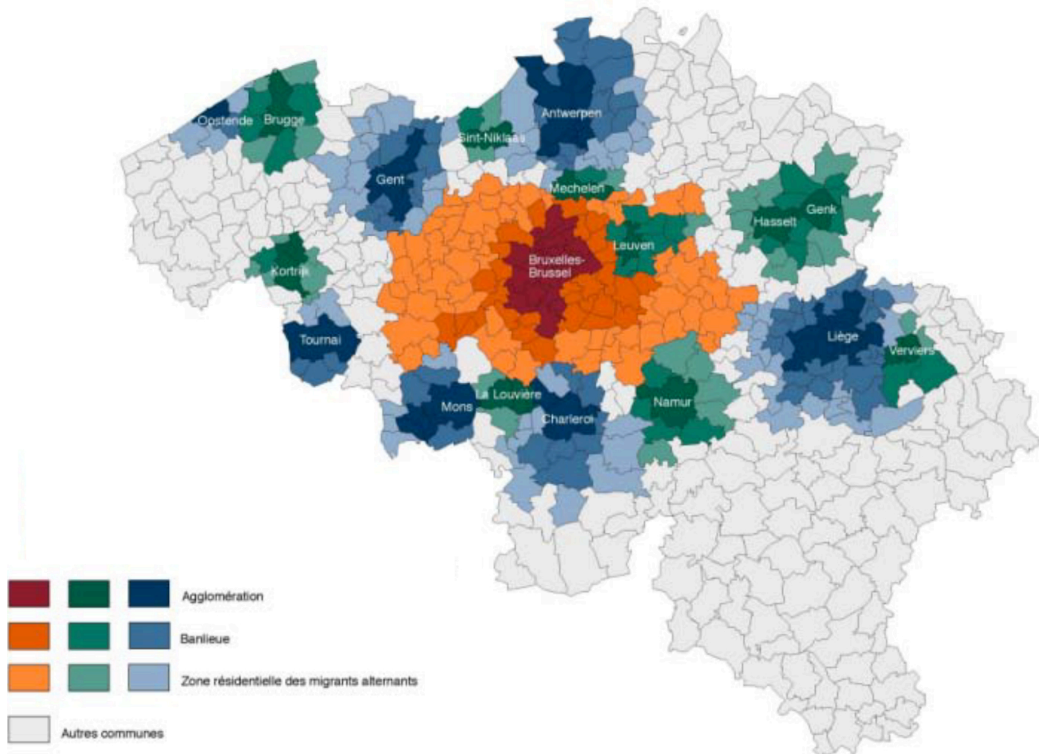 Antwerpen
Oostende
Brugge
Sint-Niklaas
Gent
Mechelen
Genk
Hasselt
Leuven
Bruxelles-
Brussel
Kortrijk
Tournai
Liège
Verviers
La Louvière
Mons
Namur
Charleroi
Agglomération
Banlieue
Zone résidentielle des migrants alternants
Autres communes